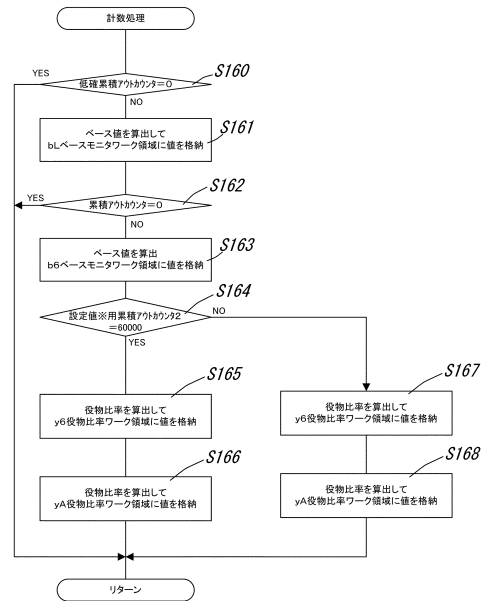 計数処理
YES
低確累積アウトカウンタ=0
S160
NO
ベース値を算出して
bLベースモニタワーク領域に値を格納
S161
YES
累積アウトカウンタ=0
S162
NO
ベース値を算出
b6ベースモニタワーク領域に値を格納
S163
設定値※用累積アウトカウンタ2
=60000
S164
NO
YES
役物比率を算出して
y6役物比率ワーク領域に値を格納
S165
役物比率を算出して
y6役物比率ワーク領域に値を格納
S167
役物比率を算出して
yA役物比率ワーク領域に値を格納
S166
役物比率を算出して
yA役物比率ワーク領域に値を格納
S168
リターン